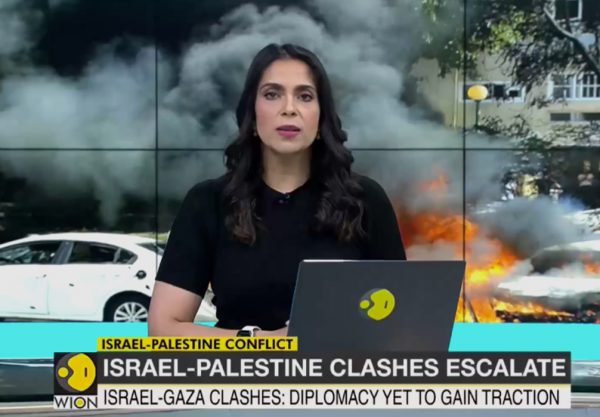 ISRAEL-PALESTINE CONFLICT
ISRAEL-PALESTINE CLASHES ESCALATE
WION
ISRAEL-GAZA CLASHES: DIPLOMACY YET TO GAIN TRACTION